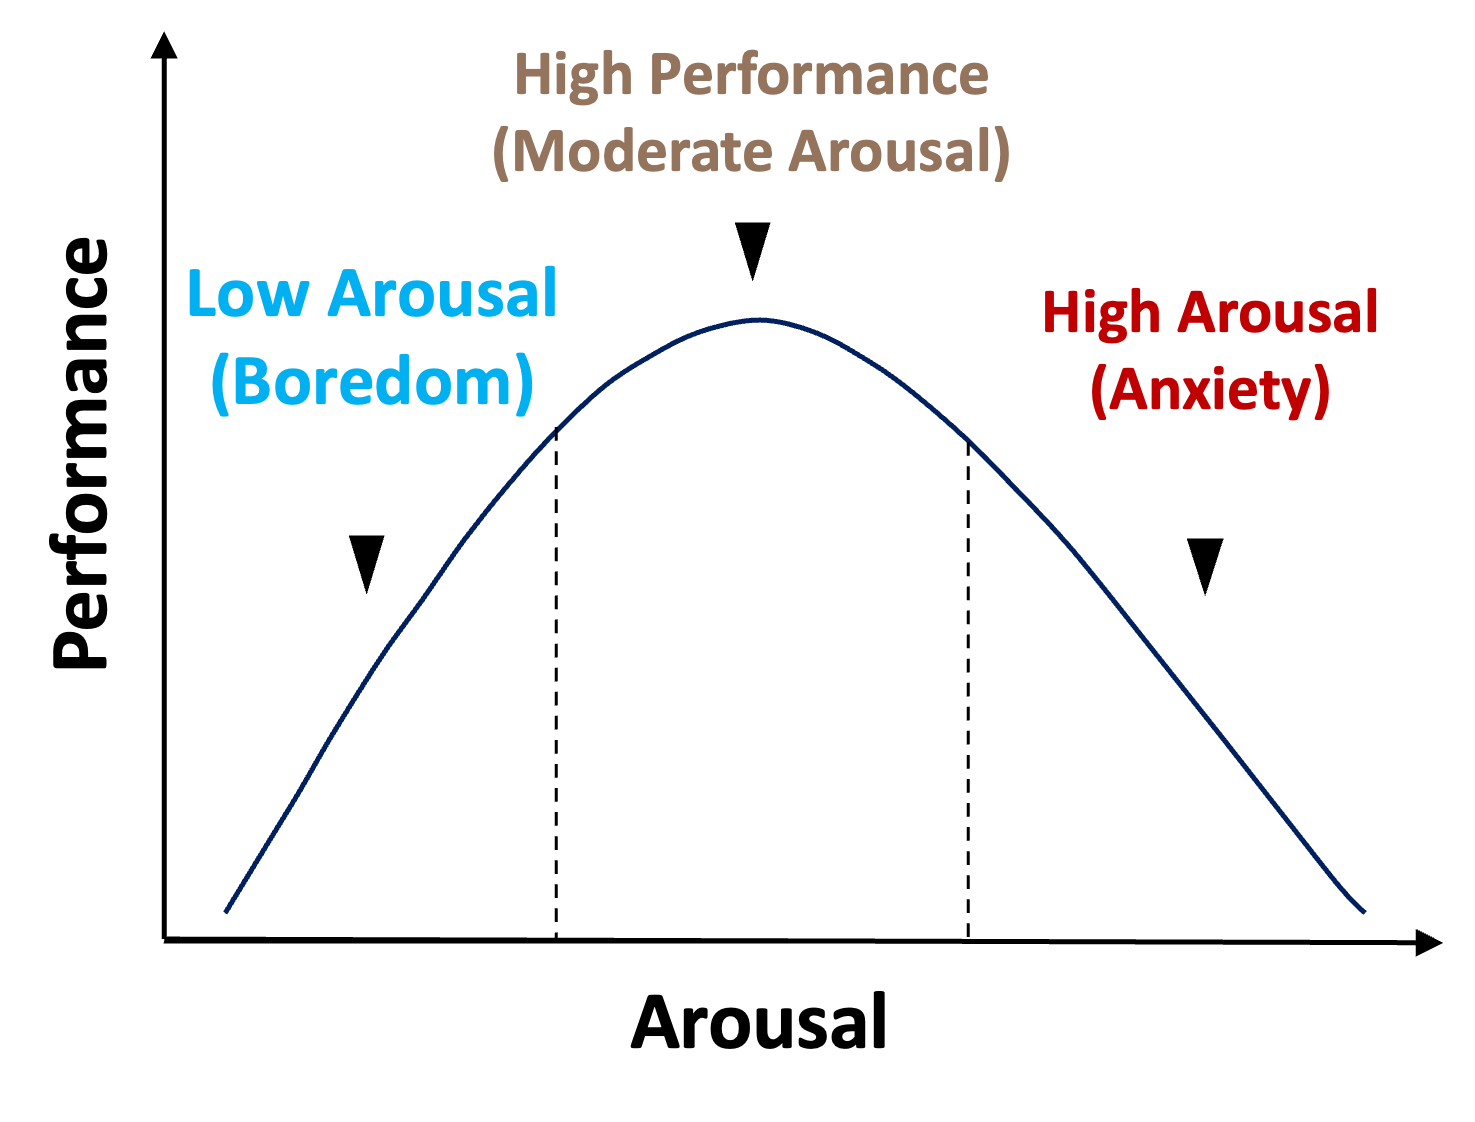 High Performance
(Moderate Arousal)
Low Arousal
(Boredom)
High Arousal
(Anxiety)
Performance
Arousal